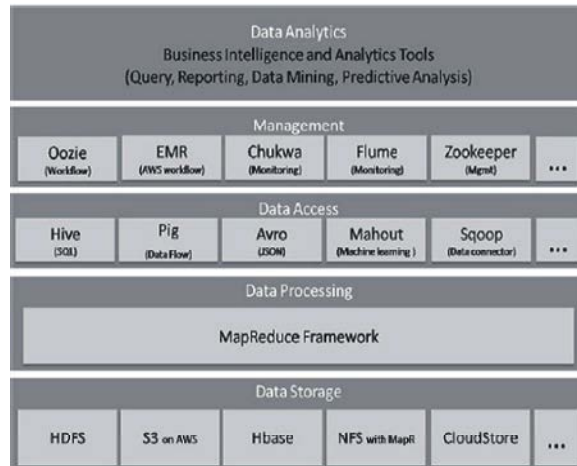 Data Analytics
Business Intelligence and Analytics Tools
(Query, Reporting, Data Mining, Predictive Analysis)
Management
Oozie EMR Chukwa Flume Zookeeper
(Workflow) (AWS workflow) (Monitoring) (Monitoring) (Mgmt) ...
Data Access
Hive Pig Avro Mahout Sqoop
(SQL) (Data Flow) (JSON) (Machine learning ) (Data connector) ...
Data Processing
MapReduce Framework
Data Storage
HDFS S3 on AWS Hbase NFS with MapR CloudStore ...